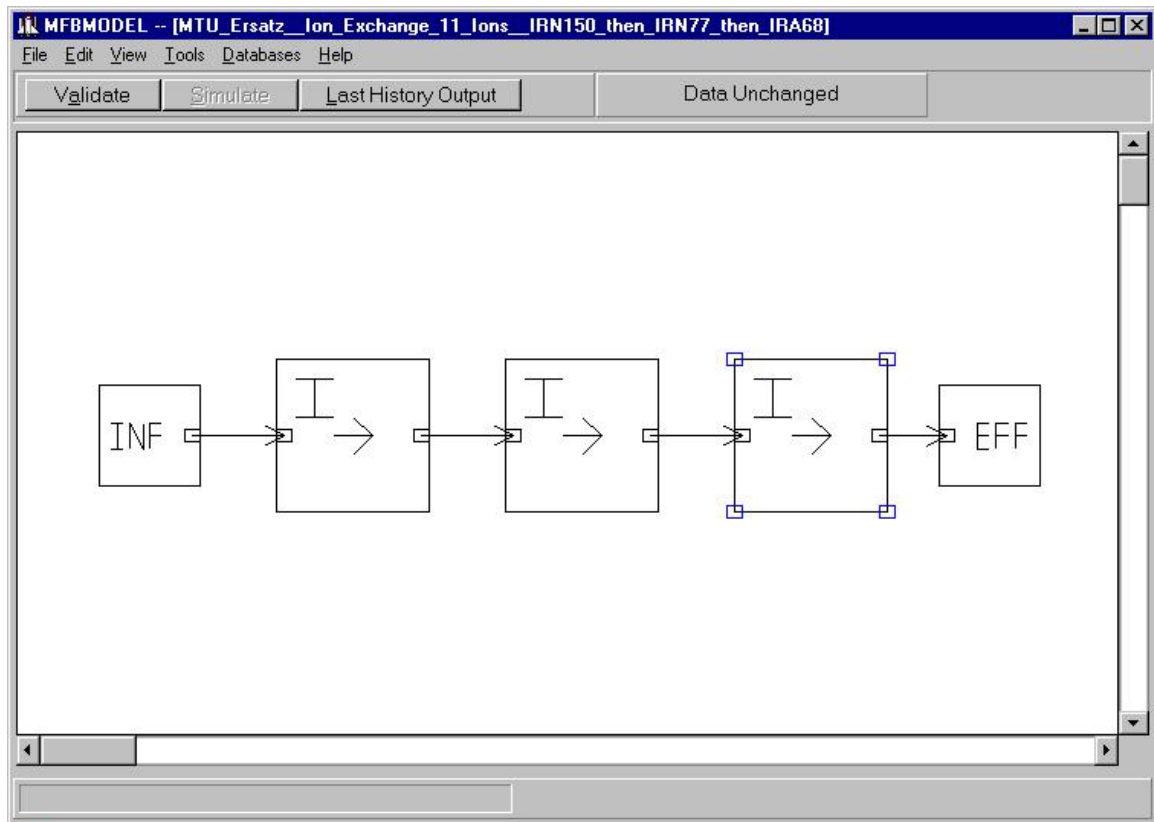 MFBMODEL -- [MTU_Ersatz__Ion_Exchange_11_Ions__IRN150_then_IRN77_then_IRA68]
File Edit View Tools Databases Help
Validate Simulate Last History Output Data Unchanged
I I I
INF EFF